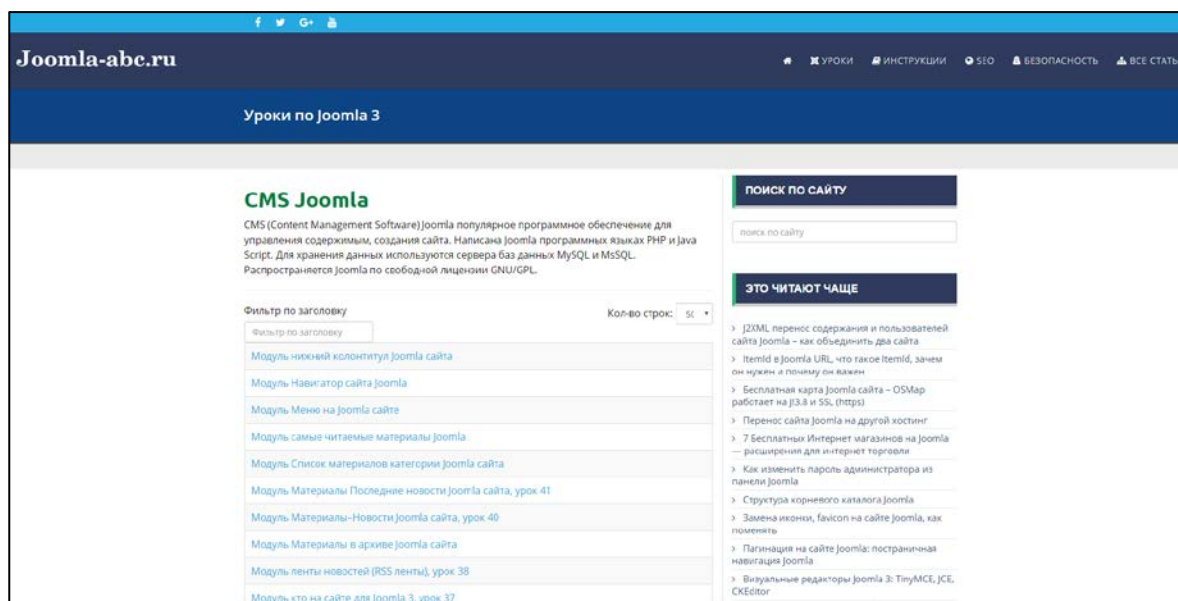 Joomla-abc.ru
УРОКИ
ИНСТРУКЦИИ
SEO
БЕЗОПАСНОСТЬ
ВСЕ СТАТЬ
Уроки по Joomla 3
CMS Joomla
CMS (Content Management Software) Joomla популярное программное обеспечение для
управления содержимым, создания сайта. Написана Joomla программных языках PHP и Java
Script. Для хранения данных используются сервера баз данных MySQL и MsSQL.
Распространяется Joomla по свободной лицензии GNU/GPL.
Фильтр по заголовку
Кол-во строк:
Фильтр по заголовку
Модуль нижний колонтитул Joomla сайта
Модуль Навигатор сайта Joomla
Модуль Меню на Joomla сайте
Модуль самые читаемые материалы Joomla
Модуль Список материалов категории Joomla сайта
Модуль Материалы Последние новости Joomla сайта, урок 41
Модуль Материалы–Новости Joomla сайта, урок 40
Модуль Материалы в архиве Joomla сайта
Модуль ленты новостей (RSS ленты), урок 38
Модуль кто на сайте для Joomla 3, урок 37
ПОИСК ПО САЙТУ
поиск по сайту
ЭТО ЧИТАЮТ ЧАЩЕ
> J2XML перенос содержания и пользователей
сайта Joomla – как объединить два сайта
> ItemId в Joomla URL, что такое ItemId, зачем
он нужен и почему он важен
> Бесплатная карта Joomla сайта – OSMap
работает на J!3.8 и SSL (https)
> Перенос сайта Joomla на другой хостинг
> 7 Бесплатных Интернет магазинов на Joomla
— расширения для интернет торговли
> Как изменить пароль администратора из
панели Joomla
> Структура корневого каталога Joomla
> Замена иконки, favicon на сайте Joomla, как
поменять
> Пагинация на сайте Joomla: постраничная
навигация Joomla
> Визуальные редакторы Joomla 3: TinyMCE, JCE,
CKEditor